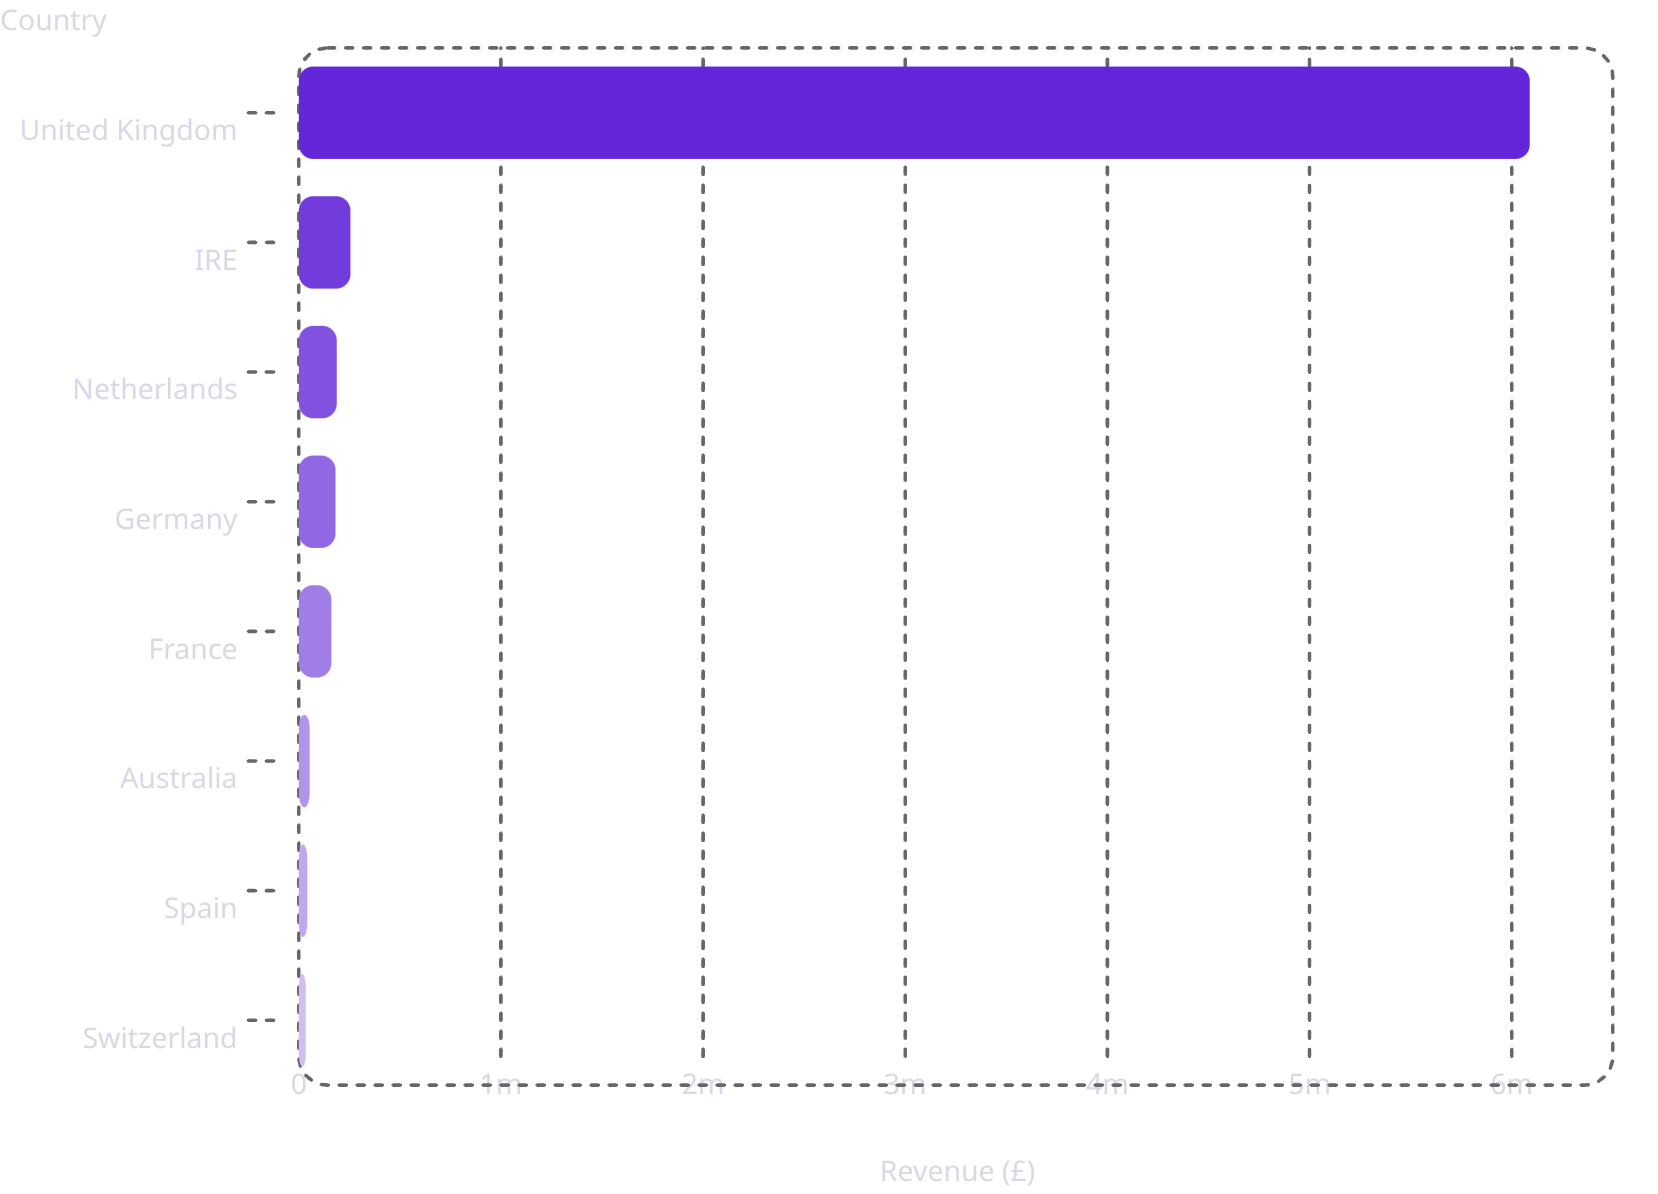 Country
United Kingdom
IRE
Netherlands
Germany
France
Australia
Spain
Switzerland
0 1m 2m 3m 4m 5m 6m
Revenue (£)